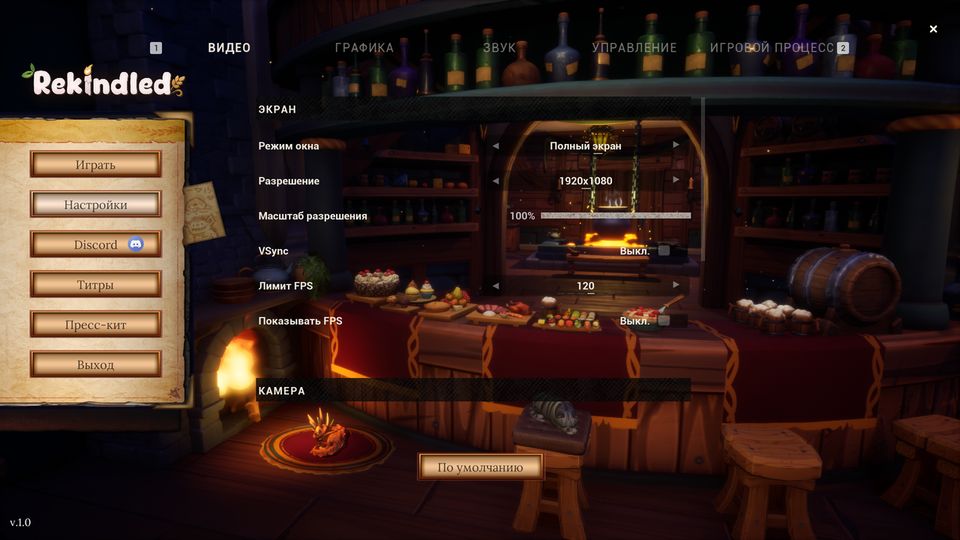 1
ВИДЕО
ГРАФИКА
ЗВУК
УПРАВЛЕНИЕ
ИГРОВОЙ ПРОЦЕСС
2
Rekindled
Играть
Настройки
Discord
Титры
Пресс-кит
Выход
ЭКРАН
Режим окна
Полный экран
Разрешение
1920x1080
Масштаб разрешения
100%
VSync
Выкл.
Лимит FPS
120
Показывать FPS
Выкл.
КАМЕРА
По умолчанию
v.1.0